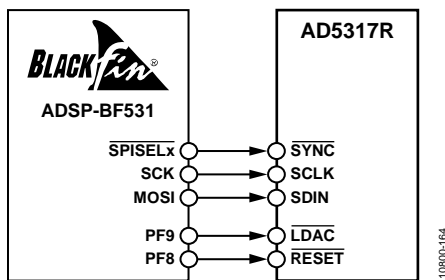 AD5317R
BLACKfin®
ADSP-BF531
SPISELx SYNC
SCK SCLK
MOSI SDIN
PF9 LDAC
PF8 RESET
10800-164